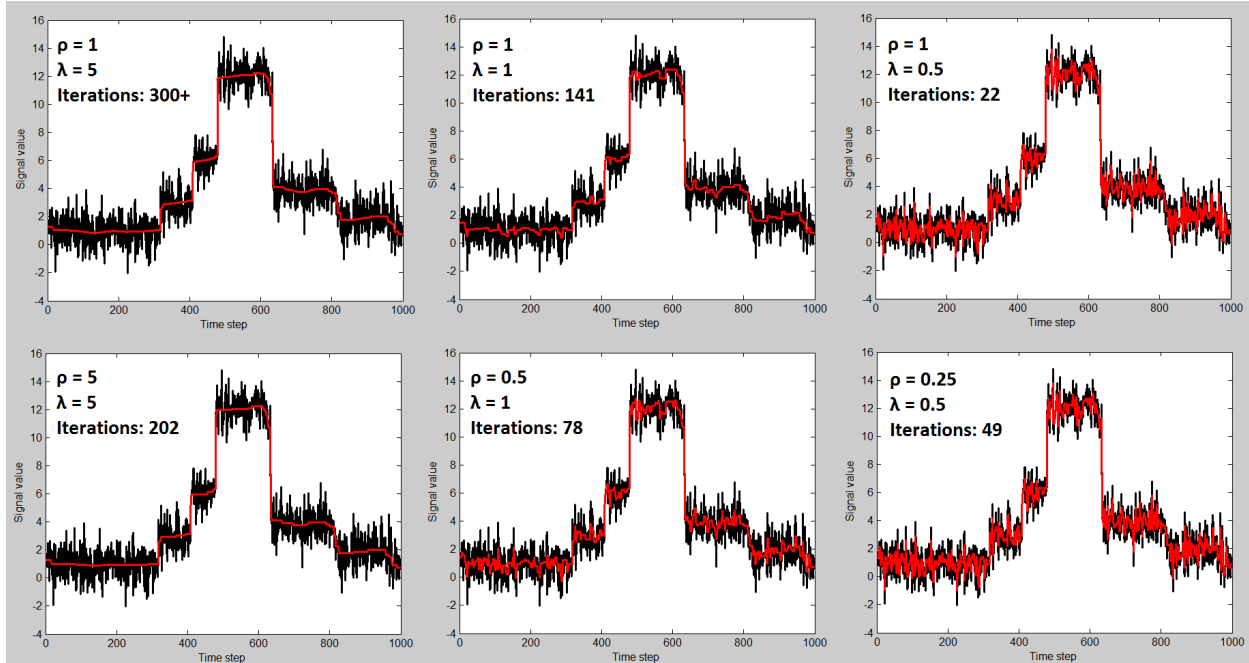 16
14
12
10
8
6
4
2
0
-2
-4
Signal value
ρ = 1
λ = 5
Iterations: 300+
0 200 400 600 800 1000
Time step
16
14
12
10
8
6
4
2
0
-2
-4
Signal value
ρ = 1
λ = 1
Iterations: 141
0 200 400 600 800 1000
Time step
16
14
12
10
8
6
4
2
0
-2
-4
Signal value
ρ = 1
λ = 0.5
Iterations: 22
0 200 400 600 800 1000
Time step
16
14
12
10
8
6
4
2
0
-2
-4
Signal value
ρ = 5
λ = 5
Iterations: 202
0 200 400 600 800 1000
Time step
16
14
12
10
8
6
4
2
0
-2
-4
Signal value
ρ = 0.5
λ = 1
Iterations: 78
0 200 400 600 800 1000
Time step
16
14
12
10
8
6
4
2
0
-2
-4
Signal value
ρ = 0.25
λ = 0.5
Iterations: 49
0 200 400 600 800 1000
Time step